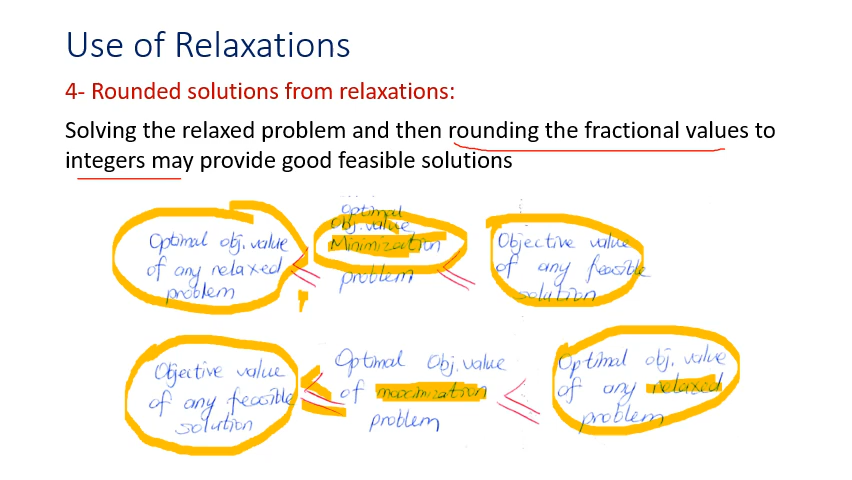 Use of Relaxations
4- Rounded solutions from relaxations:
Solving the relaxed problem and then rounding the fractional values to
integers may provide good feasible solutions
Optimal obj. value
of any relaxed
problem
≤
Optimal
Obj. value,
Minimization
problem
≤
Objective value
of any feasible
solution
Objective value
of any feasible
solution
≤
Optimal Obj. value
of maximization
problem
≤
Optimal obj. value
of any relaxed
problem